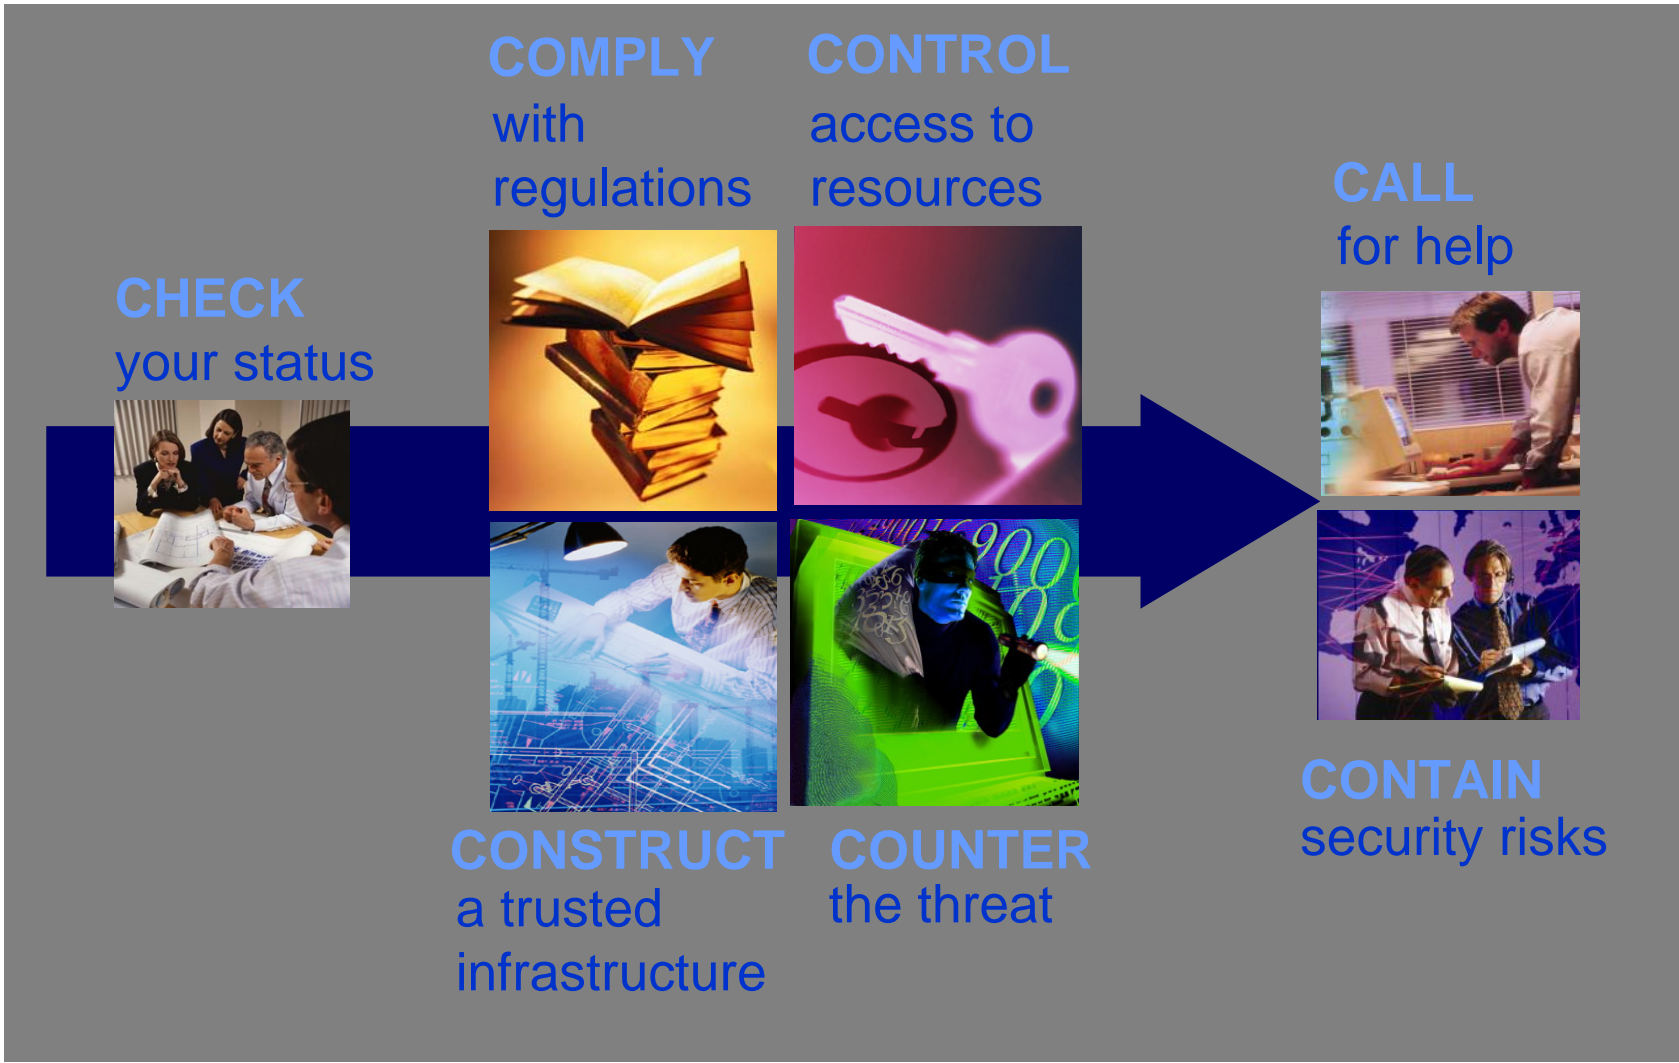 CHECK
your status
COMPLY
with
regulations
CONTROL
access to
resources
CONSTRUCT
a trusted
infrastructure
COUNTER
the threat
CALL
for help
CONTAIN
security risks